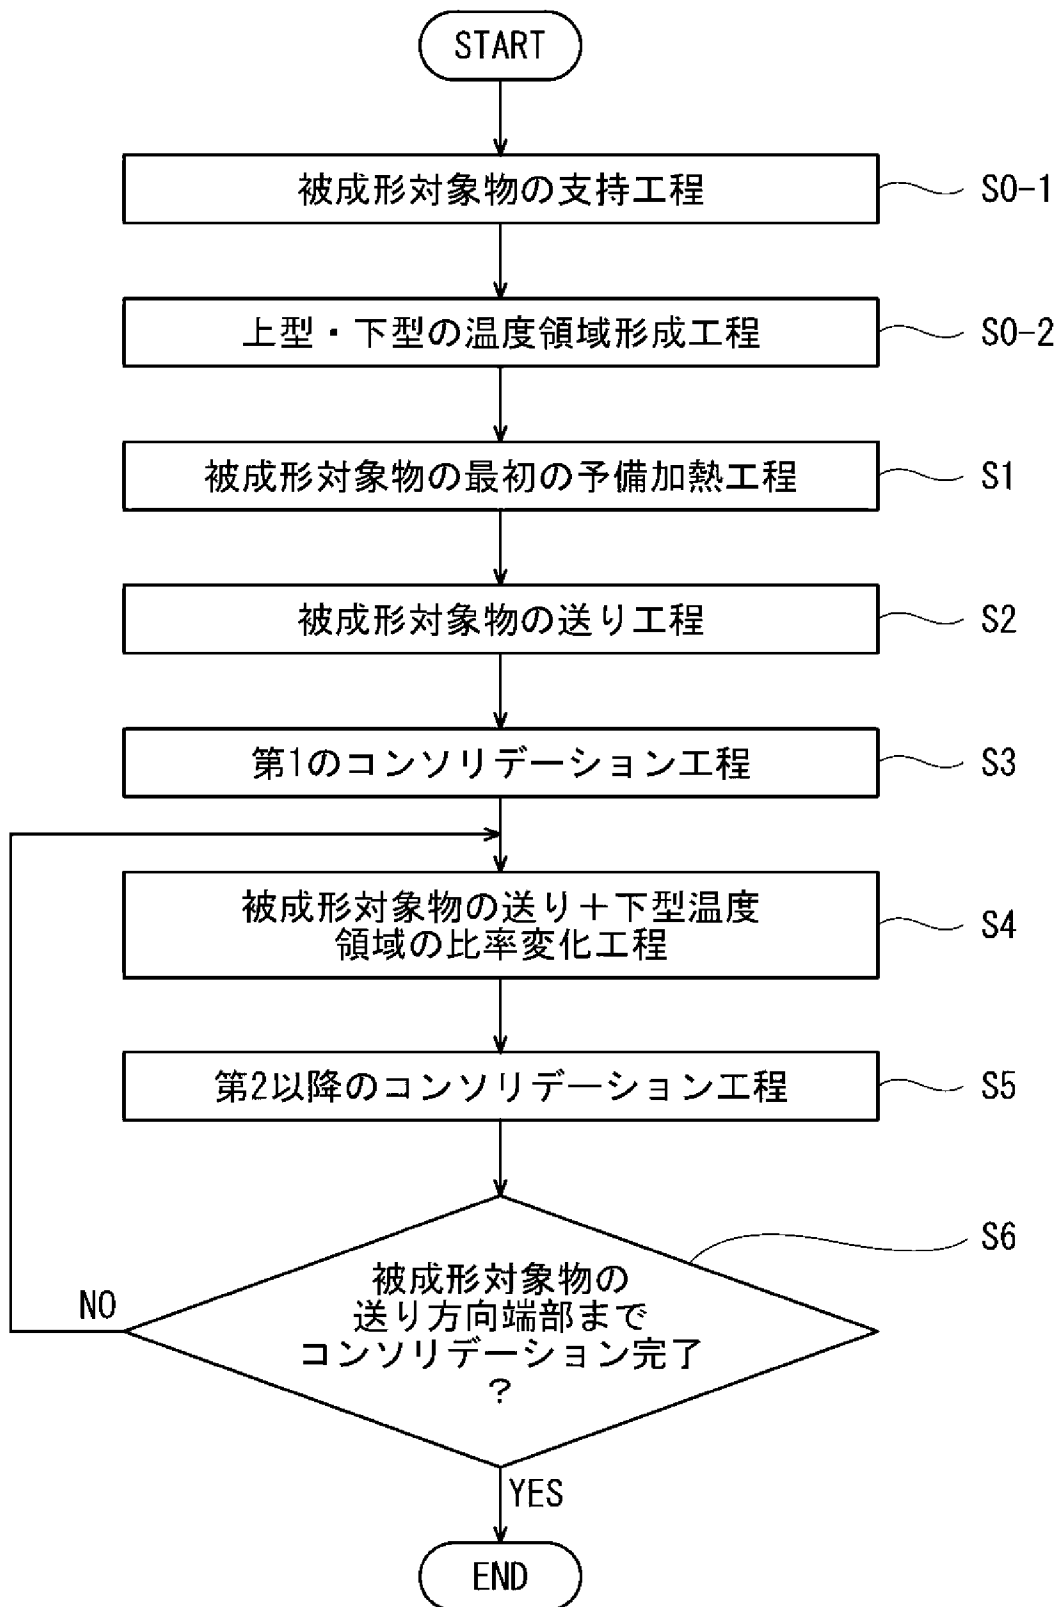 START
被成形対象物の支持工程
S0-1
上型・下型の温度領域形成工程
S0-2
被成形対象物の最初の予備加熱工程
S1
被成形対象物の送り工程
S2
第1のコンソリデーション工程
S3
被成形対象物の送り＋下型温度
領域の比率変化工程
S4
第2以降のコンソリデーション工程
S5
S6
被成形対象物の
送り方向端部まで
コンソリデーション完了
？
NO
YES
END